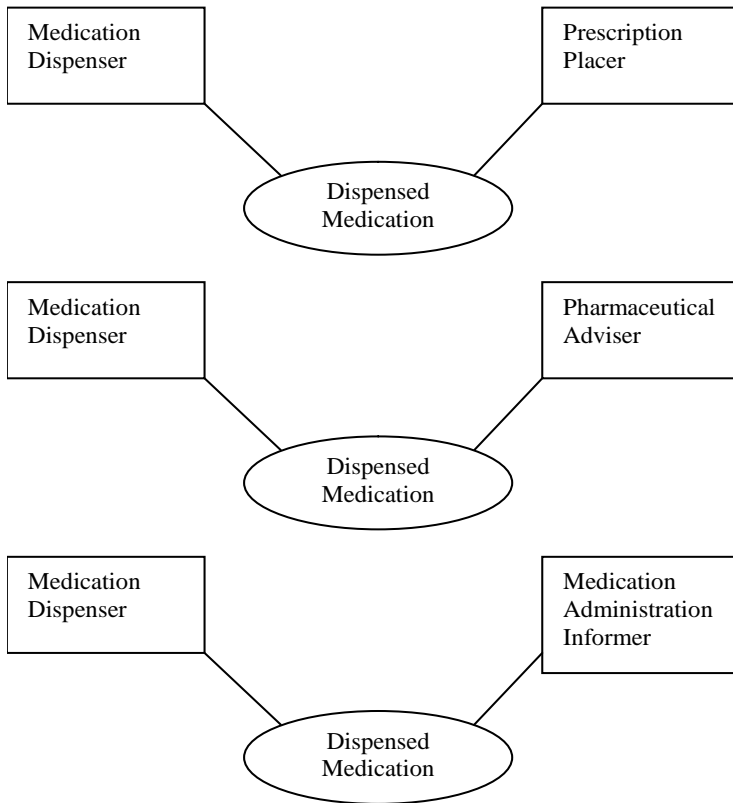 Medication
Dispenser
Prescription
Placer
Dispensed
Medication
Medication
Dispenser
Pharmaceutical
Adviser
Dispensed
Medication
Medication
Dispenser
Medication
Administration
Informer
Dispensed
Medication